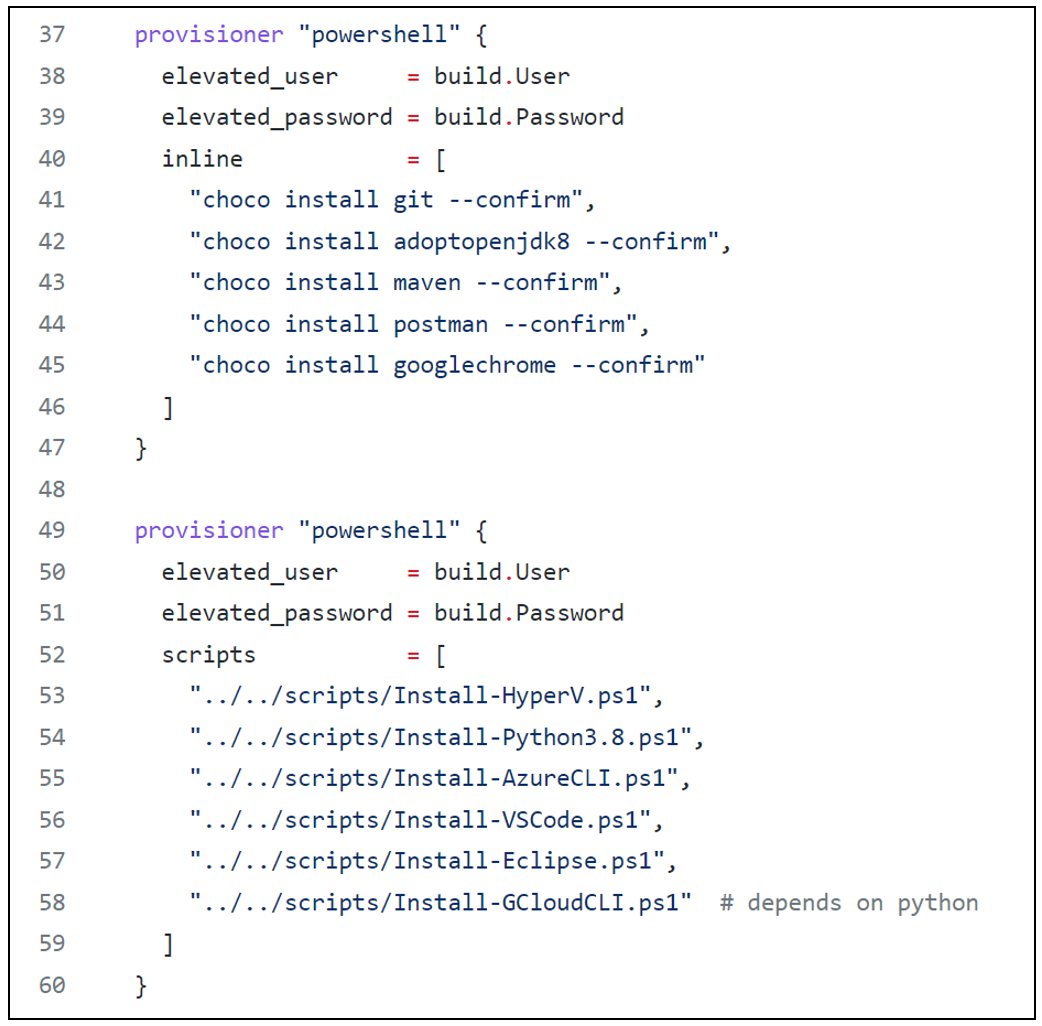 37     provisioner "powershell" {
38       elevated_user     = build.User
39       elevated_password = build.Password
40       inline            = [
41         "choco install git --confirm",
42         "choco install adoptopenjdk8 --confirm",
43         "choco install maven --confirm",
44         "choco install postman --confirm",
45         "choco install googlechrome --confirm"
46       ]
47     }
48
49     provisioner "powershell" {
50       elevated_user     = build.User
51       elevated_password = build.Password
52       scripts           = [
53         "../../scripts/Install-HyperV.ps1",
54         "../../scripts/Install-Python3.8.ps1",
55         "../../scripts/Install-AzureCLI.ps1",
56         "../../scripts/Install-VSCode.ps1",
57         "../../scripts/Install-Eclipse.ps1",
58         "../../scripts/Install-GCloudCLI.ps1"  # depends on python
59       ]
60     }